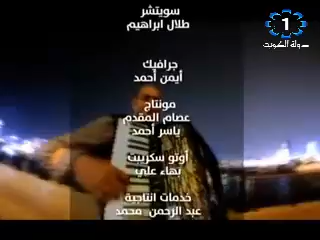 سويتشر
طلال ابراهيم
جرافيك
أيمن أحمد
مونتاج
عصام المقدم
ياسر أحمد
أوتو سكريبت
بهاء علي
خدمات انتاجية
عبد الرحمن محمد
1
دولة الكويت